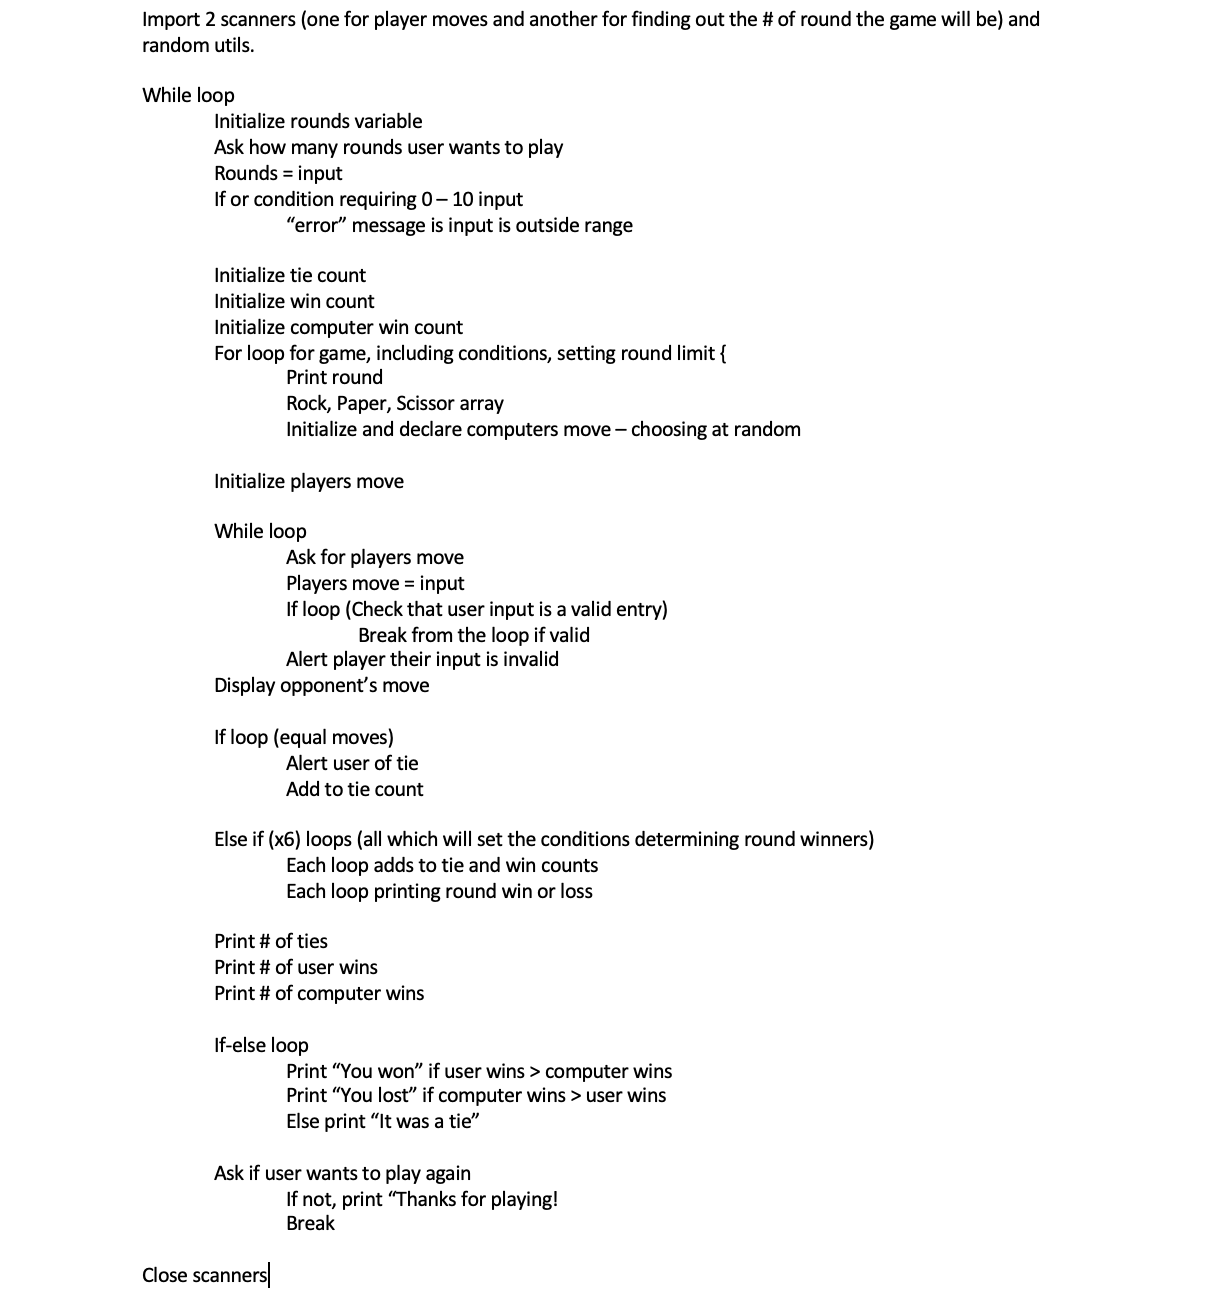 Import 2 scanners (one for player moves and another for finding out the # of round the game will be) and
random utils.
While loop
Initialize rounds variable
Ask how many rounds user wants to play
Rounds = input
If or condition requiring 0 – 10 input
“error” message is input is outside range
Initialize tie count
Initialize win count
Initialize computer win count
For loop for game, including conditions, setting round limit {
Print round
Rock, Paper, Scissor array
Initialize and declare computers move – choosing at random
Initialize players move
While loop
Ask for players move
Players move = input
If loop (Check that user input is a valid entry)
Break from the loop if valid
Alert player their input is invalid
Display opponent’s move
If loop (equal moves)
Alert user of tie
Add to tie count
Else if (x6) loops (all which will set the conditions determining round winners)
Each loop adds to tie and win counts
Each loop printing round win or loss
Print # of ties
Print # of user wins
Print # of computer wins
If-else loop
Print “You won” if user wins > computer wins
Print “You lost” if computer wins > user wins
Else print “It was a tie”
Ask if user wants to play again
If not, print “Thanks for playing!
Break
Close scanners